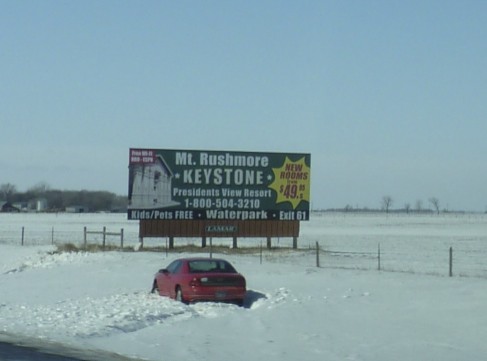 Mt. Rushmore
KEYSTONE
Presidents View Resort
1-800-504-3210
Kids/Pets FREE · Waterpark · Exit 61
NEW
ROOMS
$49.
LAMAR